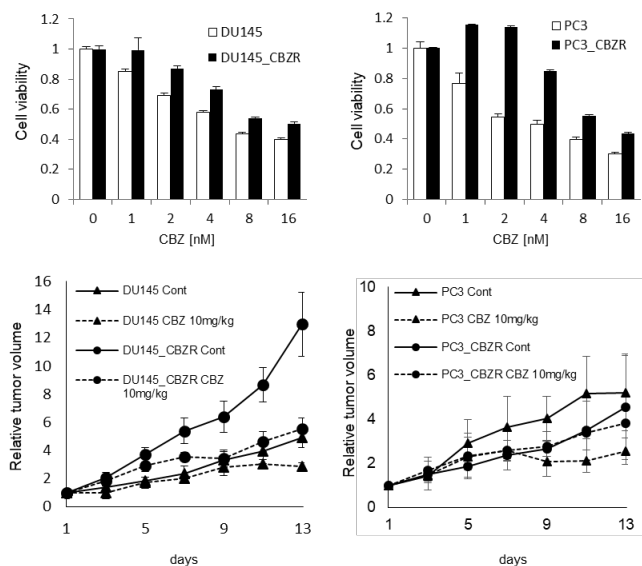 DU145
DU145_CBZR
Cell viability
1
0.8
0.6
0.4
0.2
0
0 1 2 4 8 16
CBZ [nM]
PC3
PC3_CBZR
Cell viability
1.2
1.0
0.8
0.6
0.4
0.2
0
0 1 2 4 8 16
CBZ [nM]
DU145 Cont
DU145 CBZ 10mg/kg
DU145_CBZR Cont
DU145_CBZR CBZ
10mg/kg
Relative tumor volume
16
14
12
10
8
6
4
2
0
1 5 9 13
days
PC3 Cont
PC3 CBZ 10mg/kg
PC3_CBZR Cont
PC3_CBZR CBZ 10mg/kg
Relative tumor volume
10
8
6
4
2
0
1 5 9 13
days